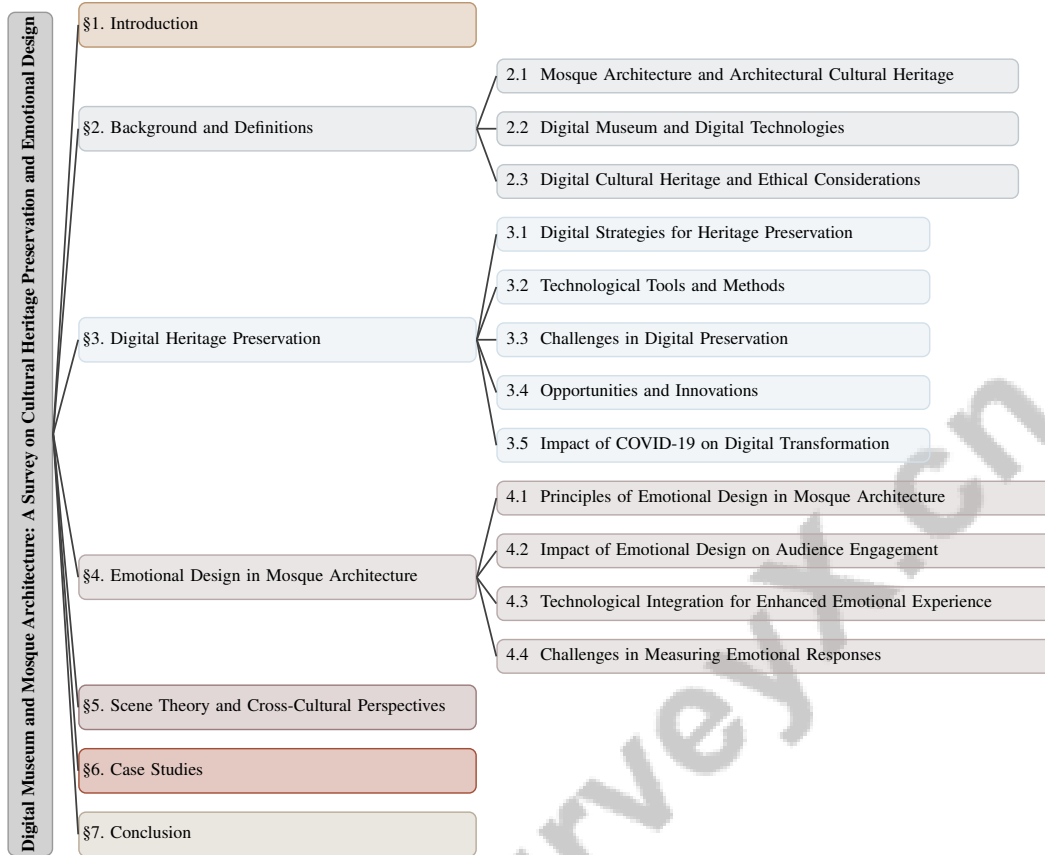 Digital Museum and Mosque Architecture: A Survey on Cultural Heritage Preservation and Emotional Design
§1. Introduction
§2. Background and Definitions
2.1 Mosque Architecture and Architectural Cultural Heritage
2.2 Digital Museum and Digital Technologies
2.3 Digital Cultural Heritage and Ethical Considerations
§3. Digital Heritage Preservation
3.1 Digital Strategies for Heritage Preservation
3.2 Technological Tools and Methods
3.3 Challenges in Digital Preservation
3.4 Opportunities and Innovations
3.5 Impact of COVID-19 on Digital Transformation
§4. Emotional Design in Mosque Architecture
4.1 Principles of Emotional Design in Mosque Architecture
4.2 Impact of Emotional Design on Audience Engagement
4.3 Technological Integration for Enhanced Emotional Experience
4.4 Challenges in Measuring Emotional Responses
§5. Scene Theory and Cross-Cultural Perspectives
§6. Case Studies
§7. Conclusion
urveyX.cn